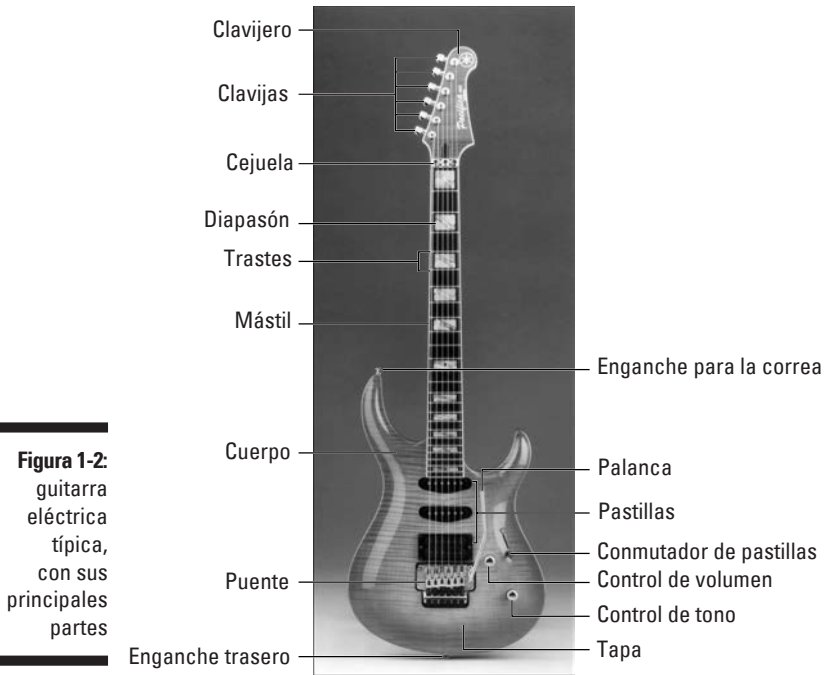 Clavijero
Clavijas
Cejuela
Diapasón
Trastes
Mástil
Enganche para la correa
Cuerpo
Palanca
Pastillas
Conmutador de pastillas
Puente
Control de volumen
Control de tono
Tapa
Enganche trasero
Figura 1-2:
guitarra
eléctrica
típica,
con sus
principales
partes
Pacifica